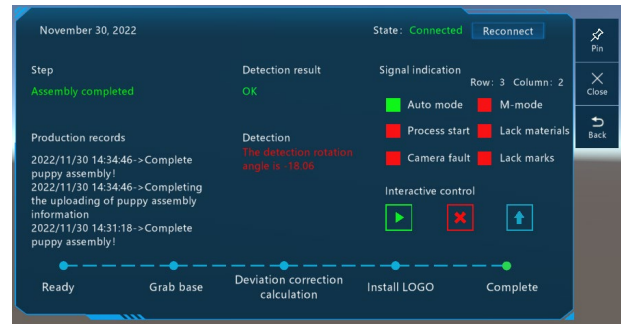 November 30, 2022
State: Connected
Reconnect
Pin
Close
Back
Step
Assembly completed
Detection result
OK
Signal indication
Row: 3 Column: 2
Auto mode
M-mode
Process start
Lack materials
Camera fault
Lack marks
Production records
2022/11/30 14:34:46->Complete
puppy assembly!
2022/11/30 14:34:46->Completing
the uploading of puppy assembly
information
2022/11/30 14:31:18->Complete
puppy assembly!
Detection
The detection rotation
angle is -18.06
Interactive control
Ready
Grab base
Deviation correction
calculation
Install LOGO
Complete